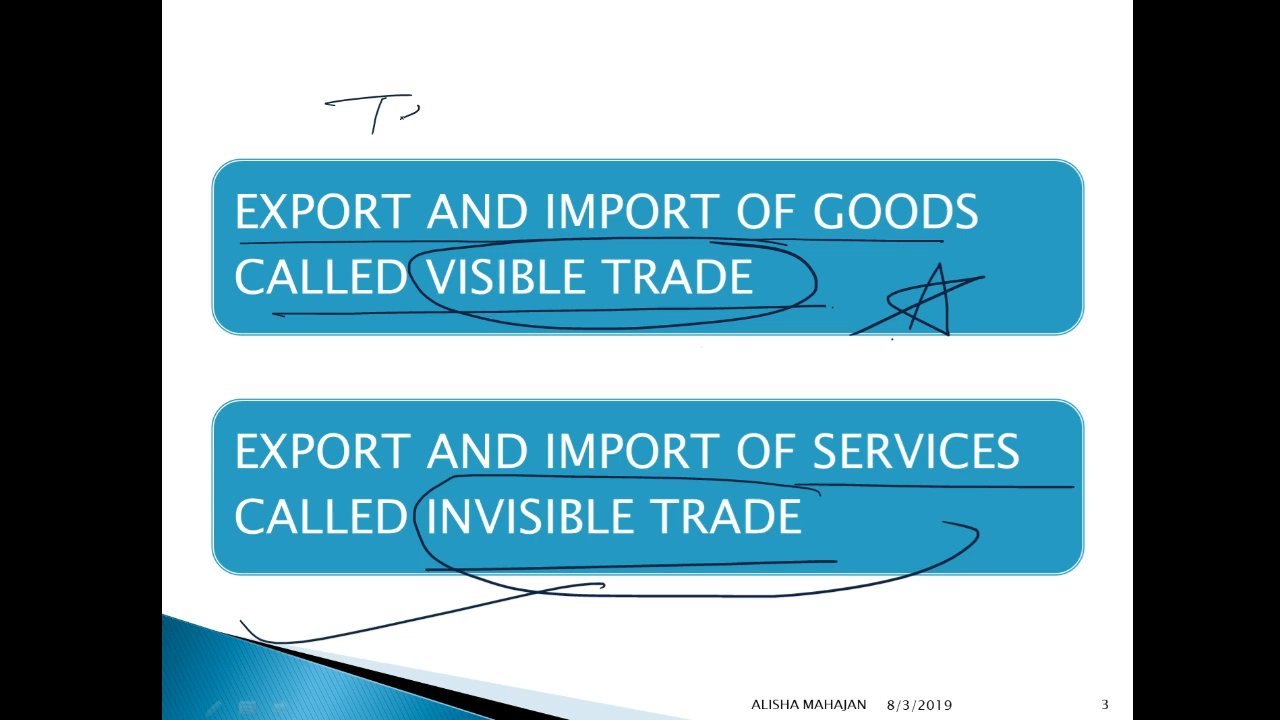 EXPORT AND IMPORT OF GOODS
CALLED VISIBLE TRADE
EXPORT AND IMPORT OF SERVICES
CALLED INVISIBLE TRADE
ALISHA MAHAJAN 8/3/2019 3